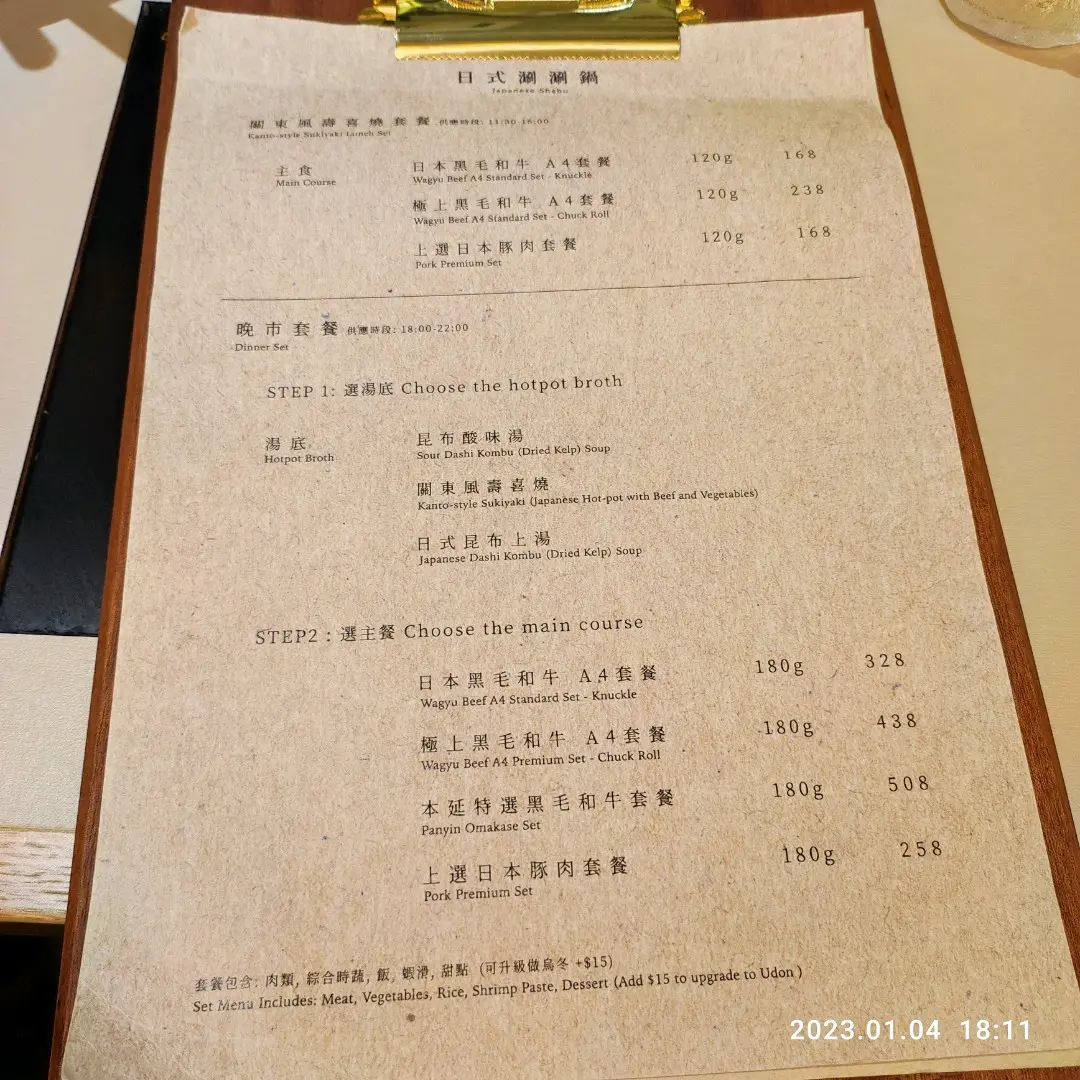 日式涮涮鍋
Japanese Shabu
關東風壽喜燒套餐 供應時段: 11:30-16:00
Kanto-style Sukiyaki Lunch Set
主食
Main Course
日本黑毛和牛 A4套餐 120g 168
Wagyu Beef A4 Standard Set - Knuckle
極上黑毛和牛 A4套餐 120g 238
Wagyu Beef A4 Standard Set - Chuck Roll
上選日本豚肉套餐 120g 168
Pork Premium Set
晚市套餐 供應時段: 18:00-22:00
Dinner Set
STEP 1: 選湯底 Choose the hotpot broth
湯底
Hotpot Broth
昆布酸味湯
Sour Dashi Kombu (Dried Kelp) Soup
關東風壽喜燒
Kanto-style Sukiyaki (Japanese Hot-pot with Beef and Vegetables)
日式昆布上湯
Japanese Dashi Kombu (Dried Kelp) Soup
STEP2 : 選主餐 Choose the main course
日本黑毛和牛 A4套餐 180g 328
Wagyu Beef A4 Standard Set - Knuckle
極上黑毛和牛 A4套餐 180g 438
Wagyu Beef A4 Premium Set - Chuck Roll
本延特選黑毛和牛套餐 180g 508
Panyin Omakase Set
上選日本豚肉套餐 180g 258
Pork Premium Set
套餐包含: 肉類, 綜合時蔬, 飯, 蝦滑, 甜點 (可升級做烏冬 +$15)
Set Menu Includes: Meat, Vegetables, Rice, Shrimp Paste, Dessert (Add $15 to upgrade to Udon )
2023.01.04 18:11